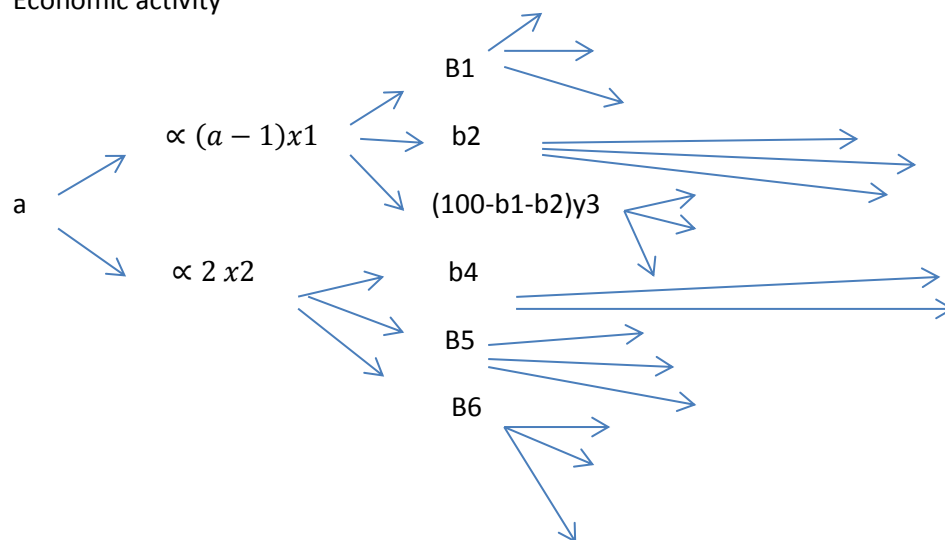 Economic activity
B1
∝ (a − 1)x1
b2
a
(100-b1-b2)y3
∝ 2 x2
b4
B5
B6